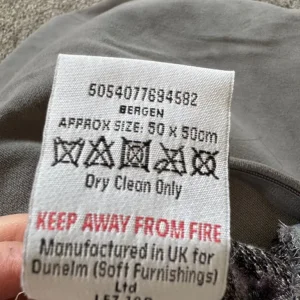 5054077694582
BERGEN
APPROX SIZE: 50 x 50cm
Dry Clean Only
KEEP AWAY FROM FIRE
Manufactured in UK for
Dunelm (Soft Furnishings)
Ltd